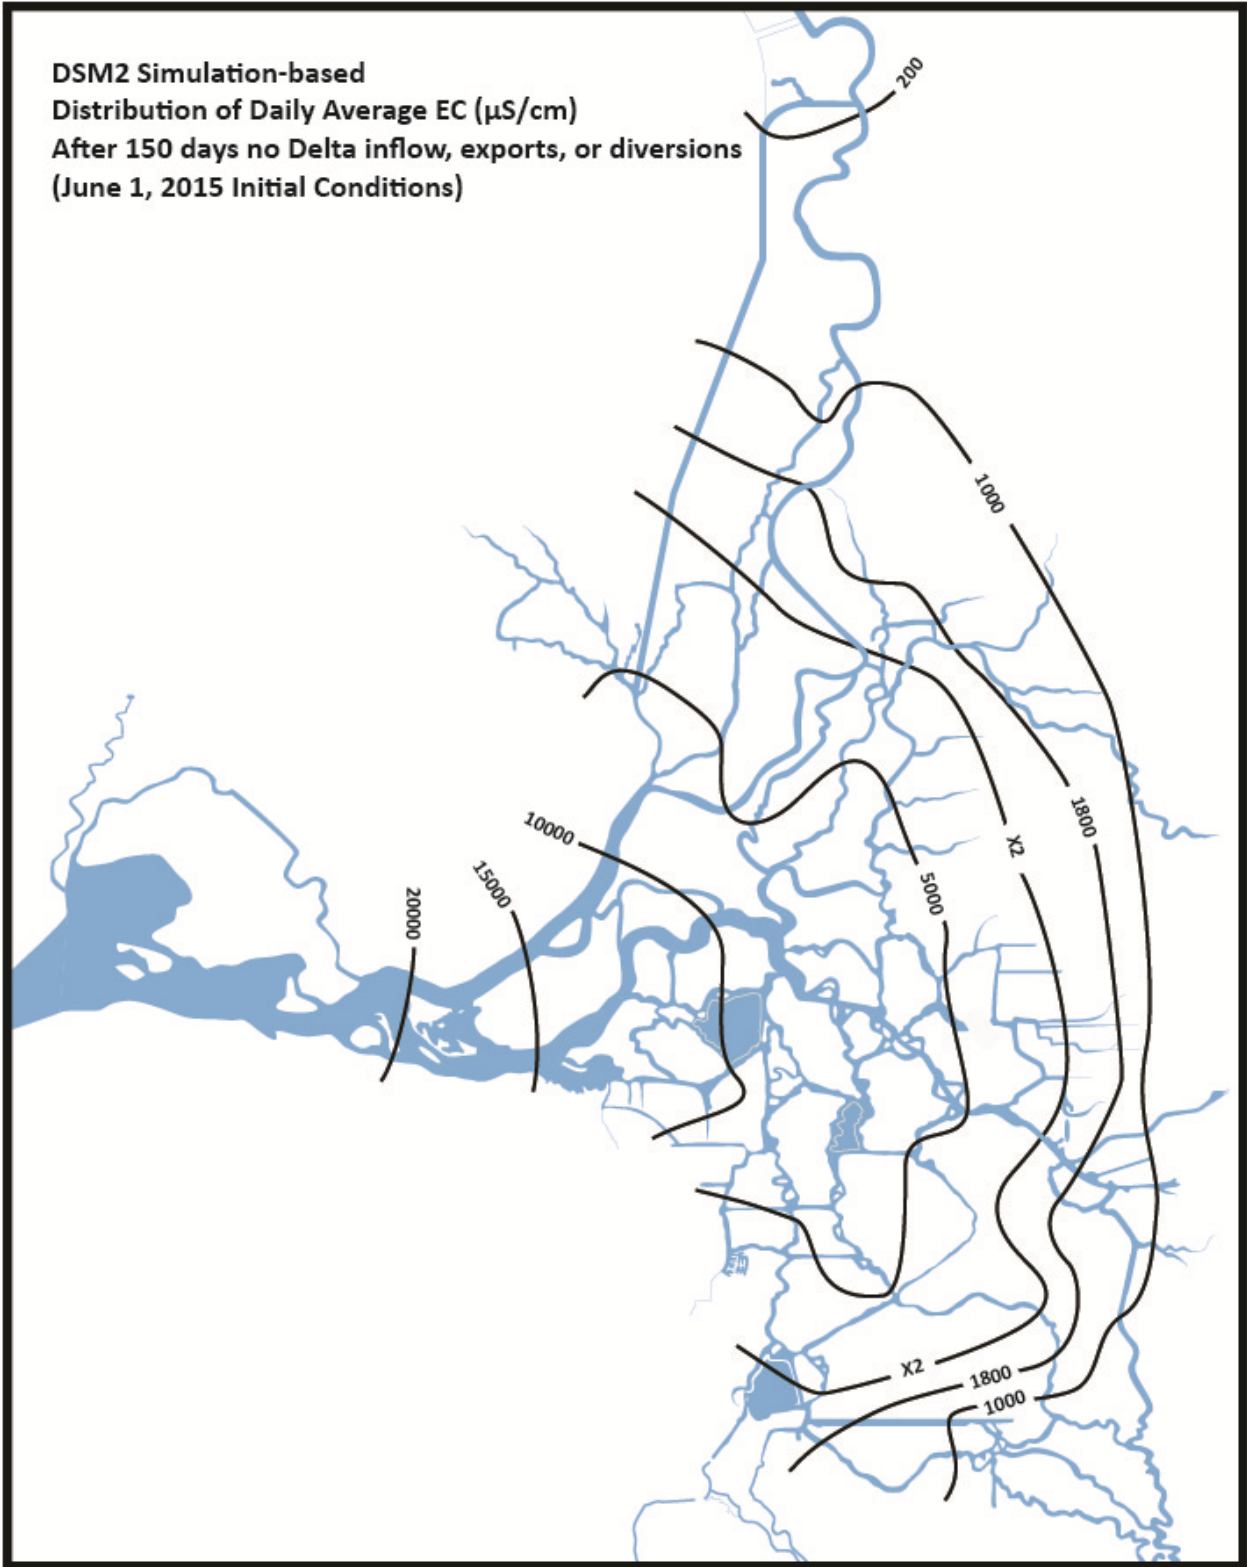 DSM2 Simulation-based
Distribution of Daily Average EC (µS/cm)
After 150 days no Delta inflow, exports, or diversions
(June 1, 2015 Initial Conditions)
200
1000
1800
X2
10000
15000
5000
20000
X2
1800
1000